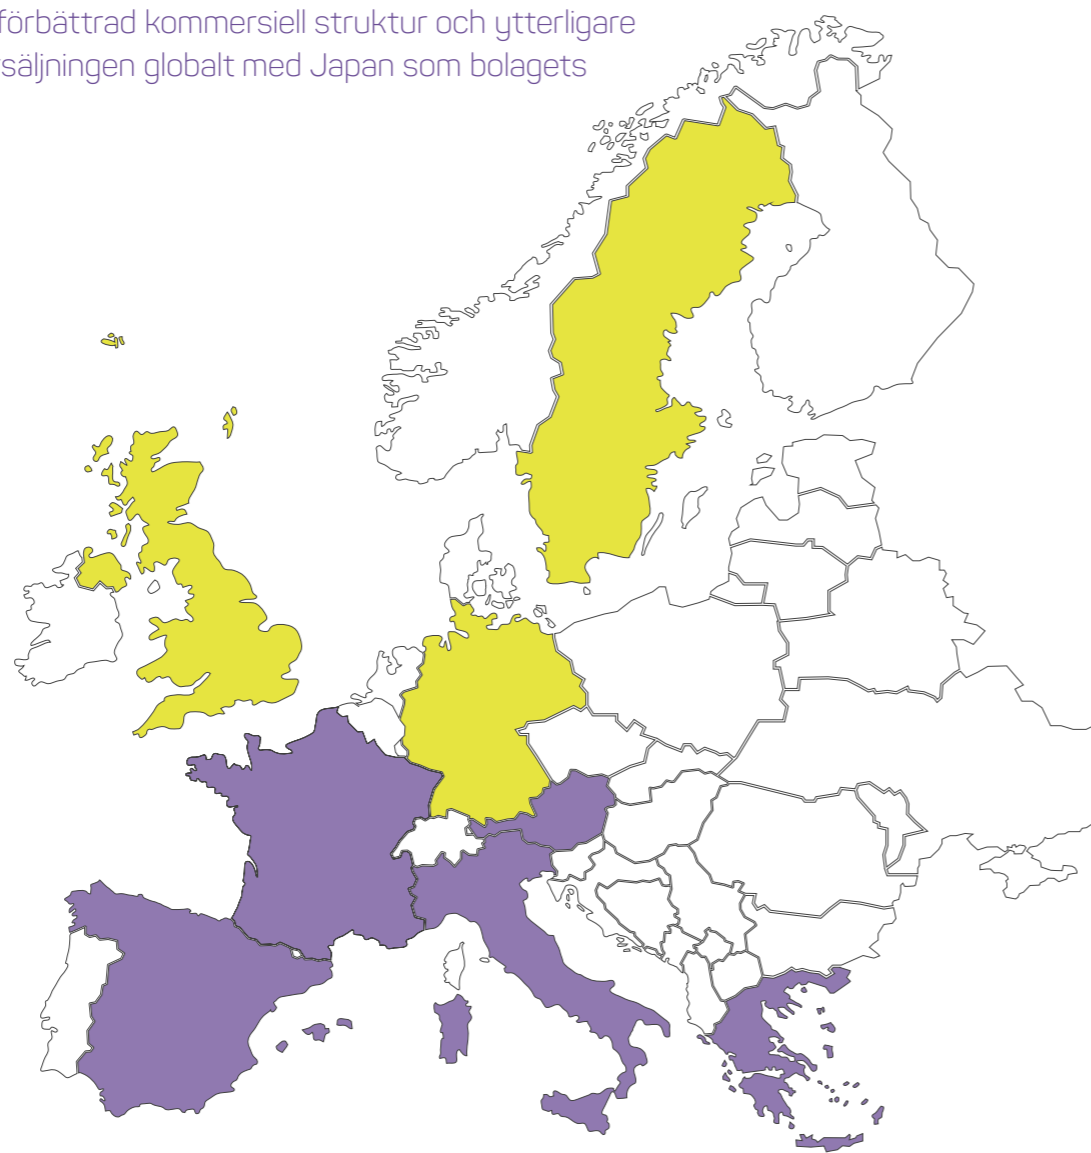 förbättrad kommersiell struktur och ytterligare
säljningen globalt med Japan som bolagets